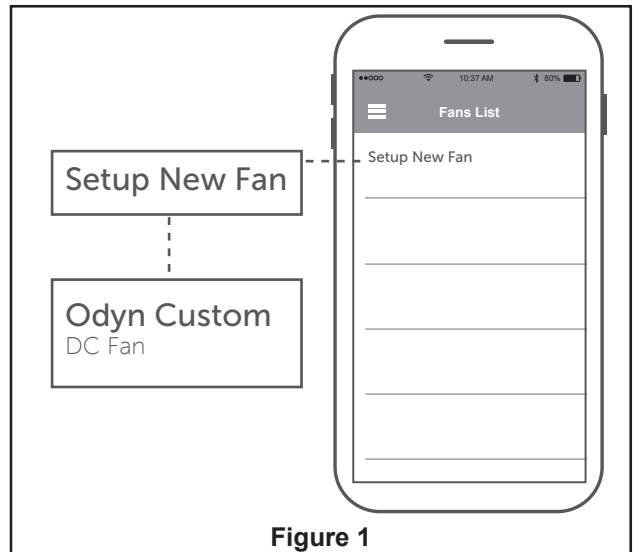 10:37 AM
80%
Fans List
Setup New Fan
Setup New Fan
Odyn Custom
DC Fan
Figure 1